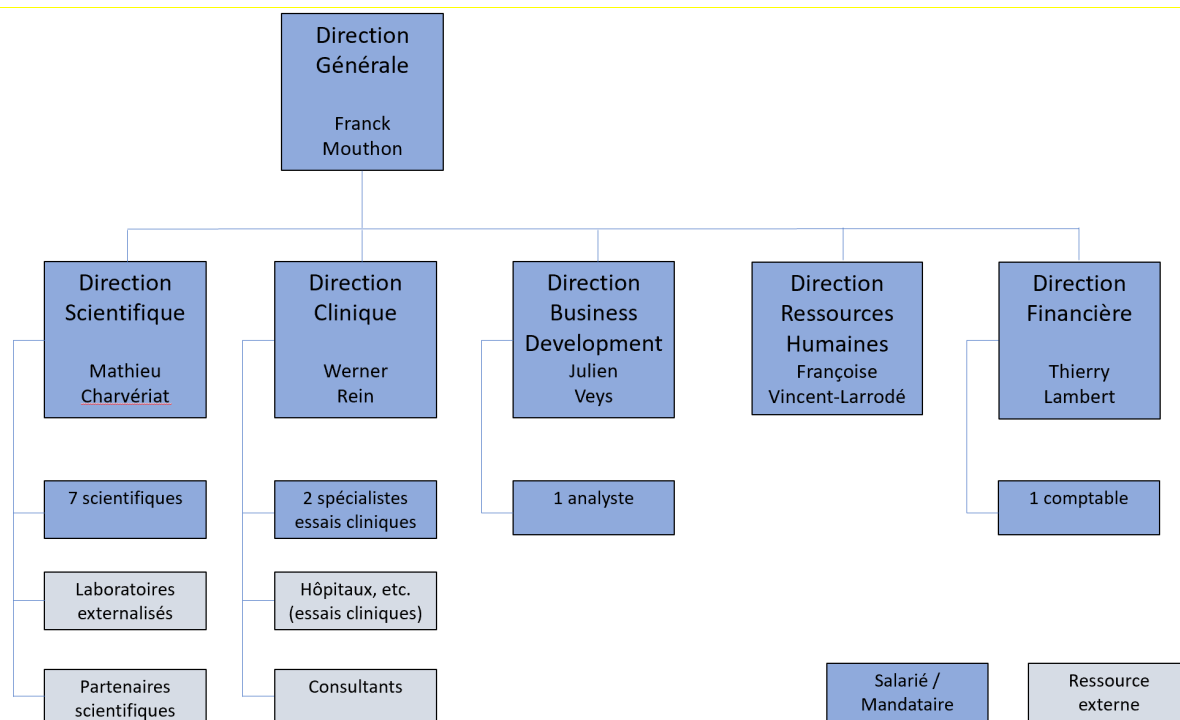 Direction
Générale
Franck
Mouthon
Direction
Scientifique
Mathieu
Charvériat
Direction
Clinique
Werner
Rein
Direction
Business
Development
Julien
Veys
Direction
Ressources
Humaines
Françoise
Vincent-Larrodé
Direction
Financière
Thierry
Lambert
7 scientifiques
2 spécialistes
essais cliniques
1 analyste
1 comptable
Laboratoires
externalisés
Hôpitaux, etc.
(essais cliniques)
Partenaires
scientifiques
Consultants
Salarié /
Mandataire
Ressource
externe